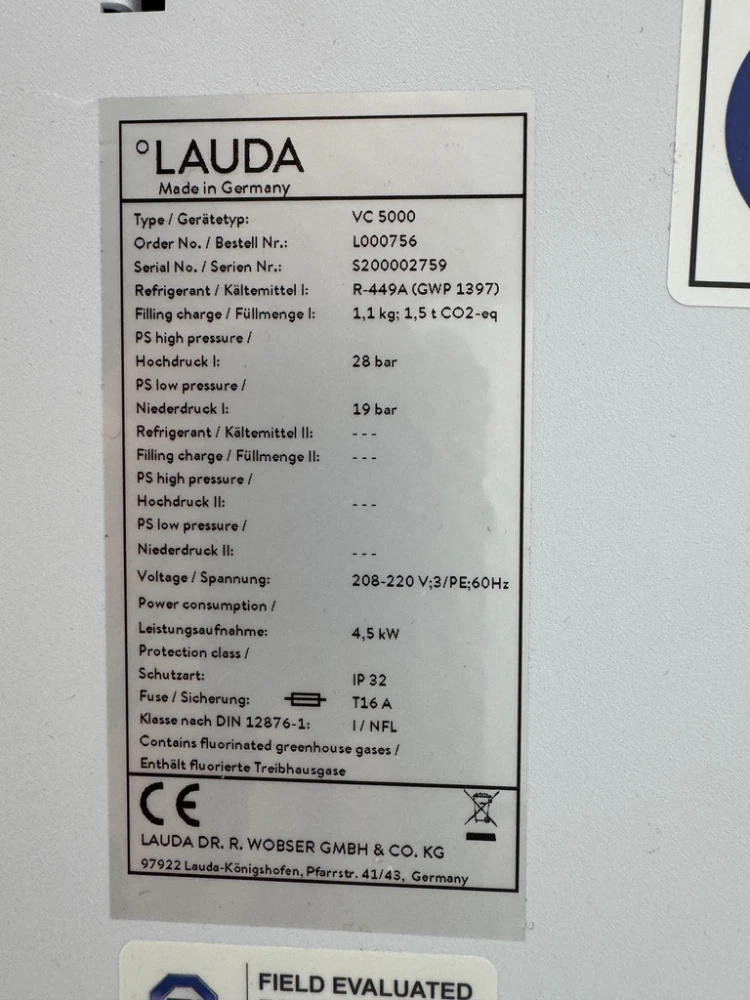 °LAUDA
Made in Germany
Type / Gerätetyp: VC 5000
Order No. / Bestell Nr.: L000756
Serial No. / Serien Nr.: S200002759
Refrigerant / Kältemittel I: R-449A (GWP 1397)
Filling charge / Füllmenge I: 1,1 kg; 1,5 t CO2-eq
PS high pressure /
Hochdruck I: 28 bar
PS low pressure /
Niederdruck I: 19 bar
Refrigerant / Kältemittel II: ---
Filling charge / Füllmenge II: ---
PS high pressure /
Hochdruck II: ---
PS low pressure /
Niederdruck II: ---
Voltage / Spannung: 208-220 V;3/PE;60Hz
Power consumption /
Leistungsaufnahme: 4,5 kW
Protection class /
Schutzart: IP 32
Fuse / Sicherung: T16 A
Klasse nach DIN 12876-1: I / NFL
Contains fluorinated greenhouse gases /
Enthält fluorierte Treibhausgase
CE
LAUDA DR. R. WOBSER GMBH & CO. KG
97922 Lauda-Königshofen, Pfarrstr. 41/43, Germany
FIELD EVALUATED